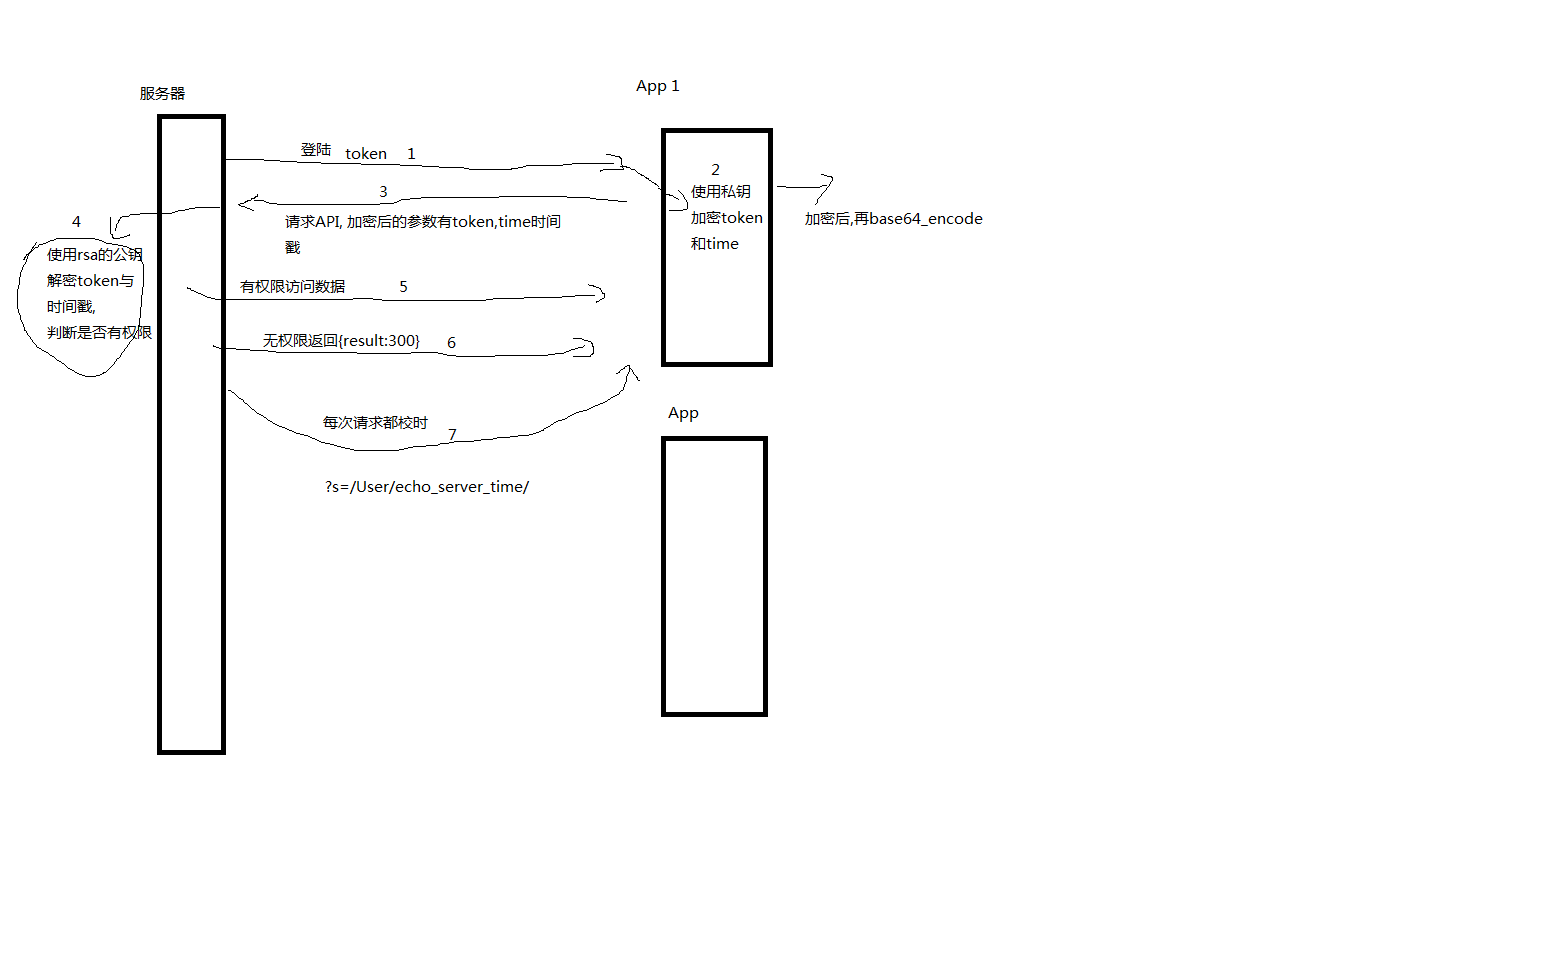 服务器
App 1
登陆 token 1
2
使用私钥
加密token
和time
加密后,再base64_encode
3
请求API, 加密后的参数有token,time时间
戳
4
使用rsa的公钥
解密token与
时间戳,
判断是否有权限
有权限访问数据 5
无权限返回{result:300} 6
每次请求都校时 7
?s=/User/echo_server_time/
App